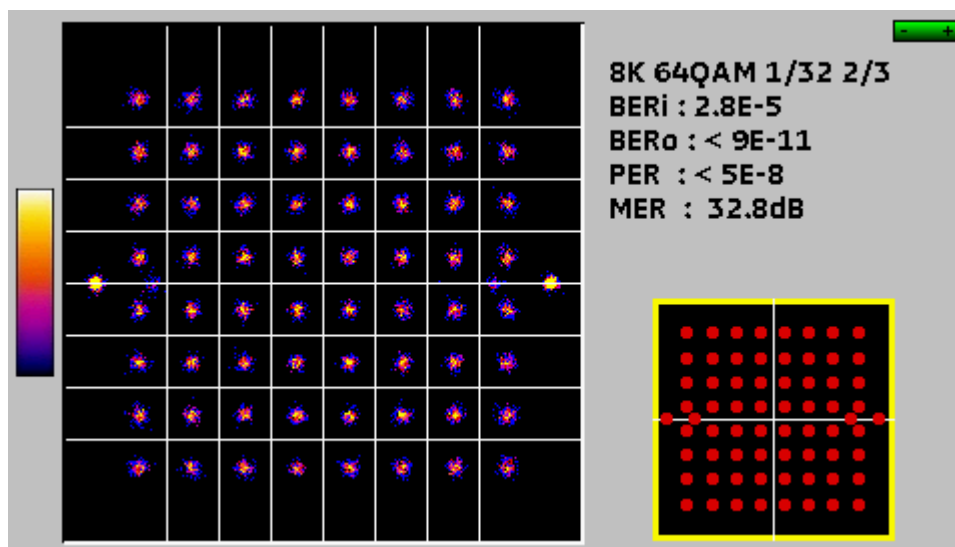 - +
8K 64QAM 1/32 2/3
BERi : 2.8E-5
BERo : < 9E-11
PER : < 5E-8
MER : 32.8dB